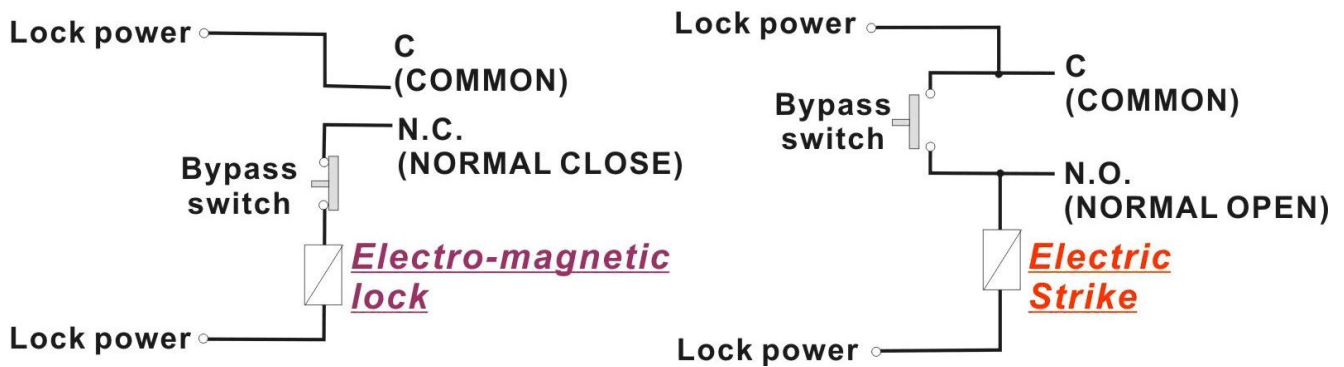 Lock power
C
(COMMON)
N.C.
(NORMAL CLOSE)
Bypass
switch
Electro-magnetic
lock
Lock power
Lock power
C
(COMMON)
Bypass
switch
N.O.
(NORMAL OPEN)
Electric
Strike
Lock power